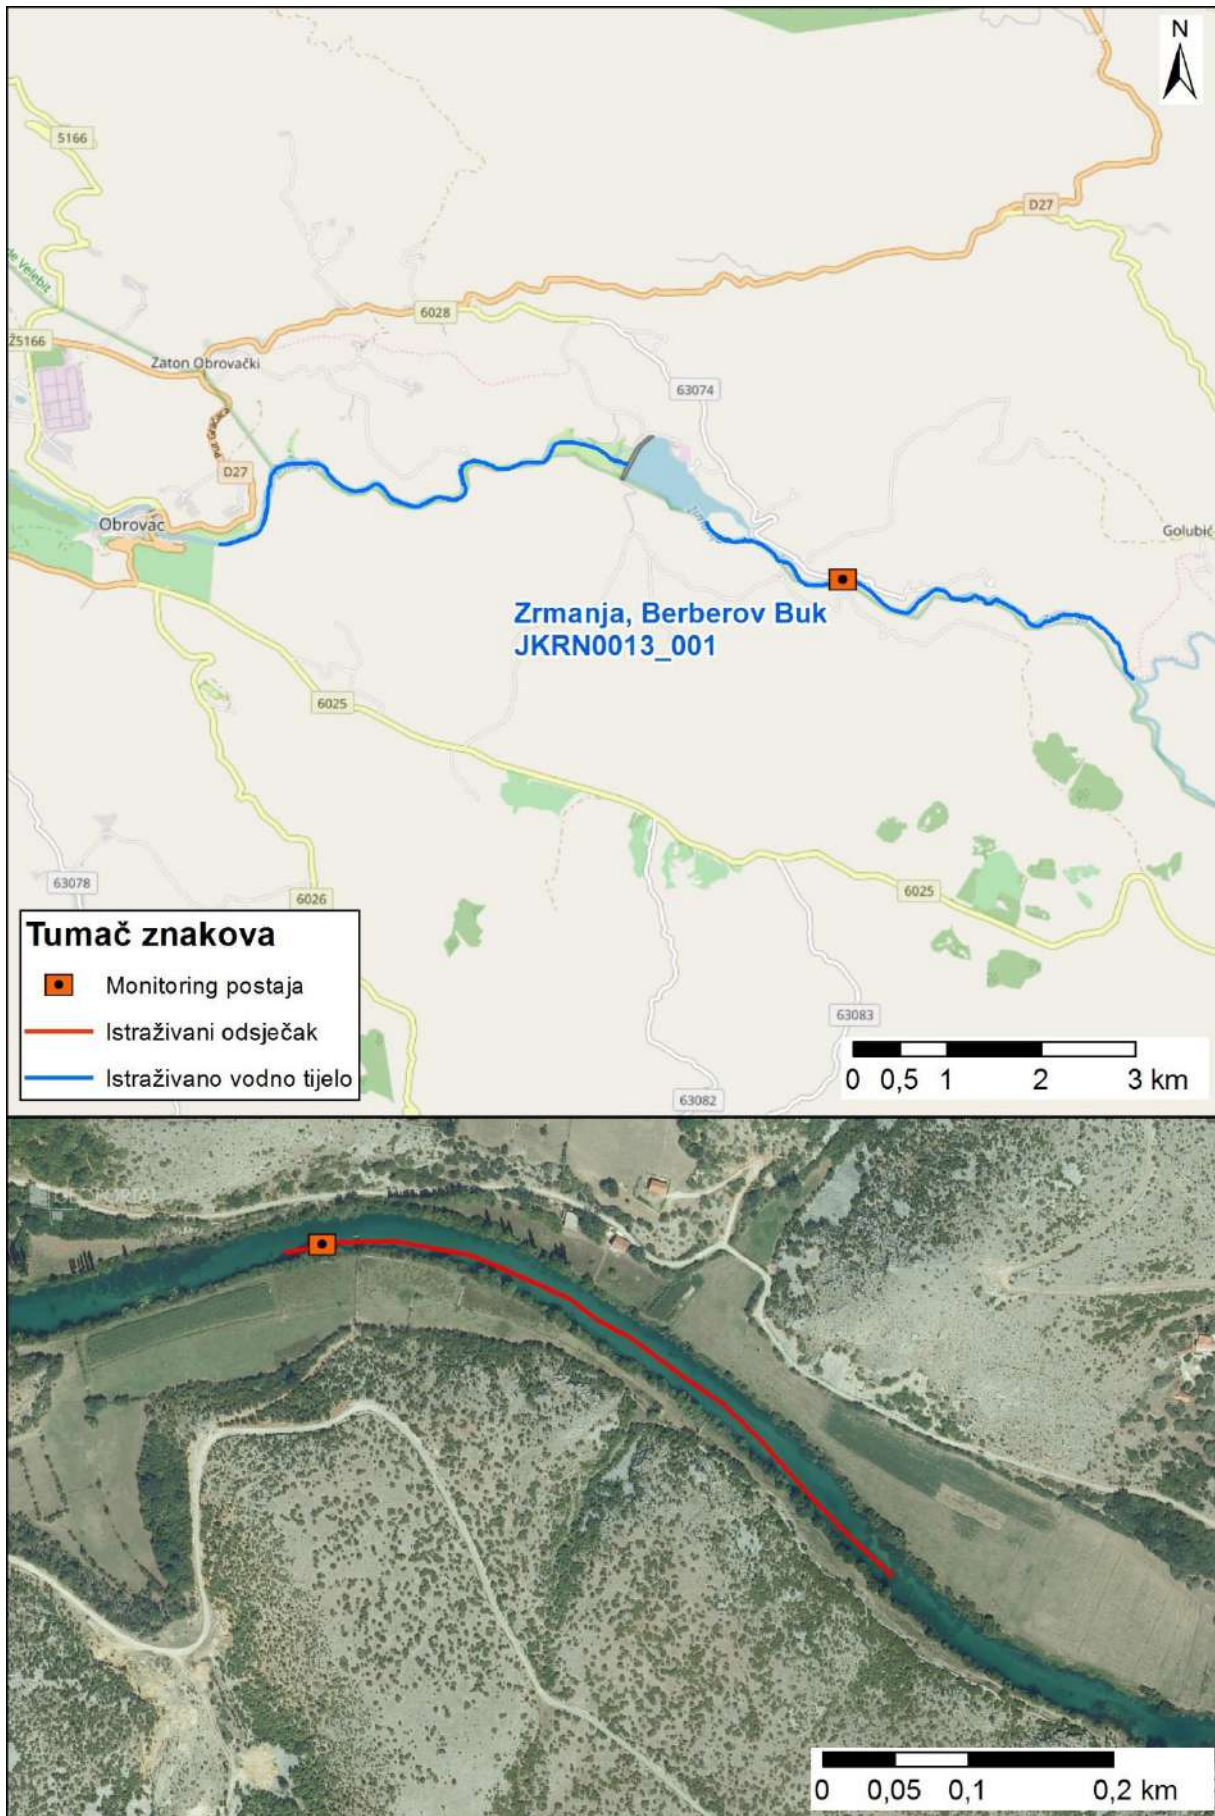 N
5166
D27
de Velebit
6028
Ž5166
Zaton Obrovački
63074
D27
Obrovac
Golubić
Zrmanja, Berberov Buk
JKRN0013_001
6025
63078
6026
6025
Tumač znakova
Monitoring postaja
Istraživani odsječak
Istraživano vodno tijelo
63083
63082
0 0,5 1 2 3 km
GEOPORTAL
0 0,05 0,1 0,2 km